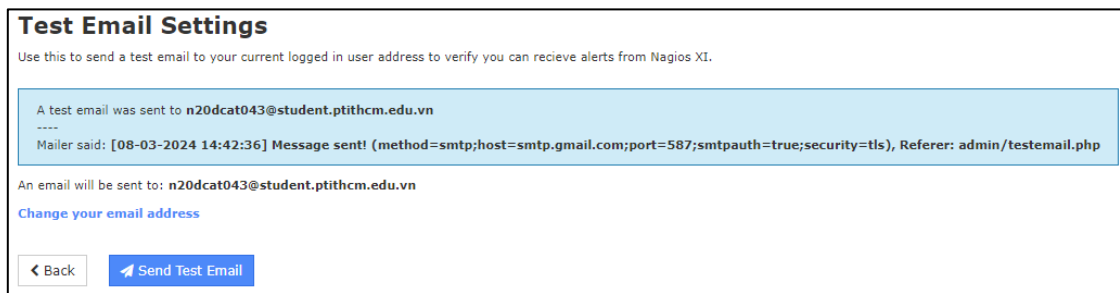 Test Email Settings
Use this to send a test email to your current logged in user address to verify you can recieve alerts from Nagios XI.
A test email was sent to n20dcat043@student.ptithcm.edu.vn
----
Mailer said: [08-03-2024 14:42:36] Message sent! (method=smtp;host=smtp.gmail.com;port=587;smtpauth=true;security=tls), Referer: admin/testemail.php
An email will be sent to: n20dcat043@student.ptithcm.edu.vn
Change your email address
Back Send Test Email